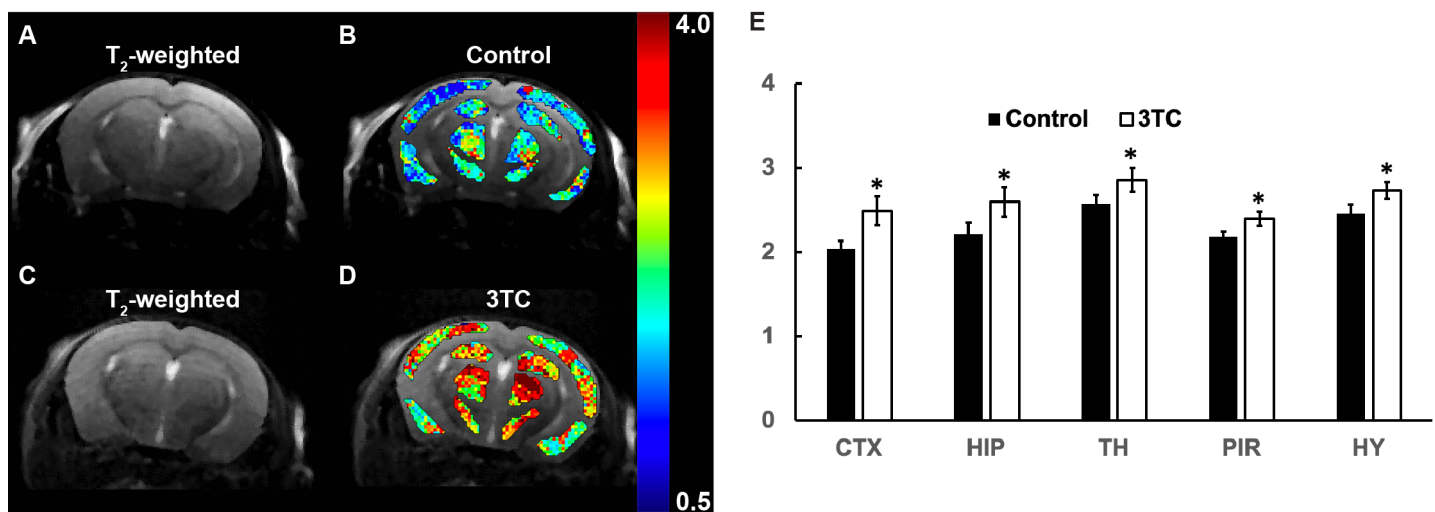 A
T2-weighted
B
Control
4.0
C
T2-weighted
D
3TC
0.5
E
4
3
2
1
0
Control
3TC
*
*
*
*
*
CTX
HIP
TH
PIR
HY